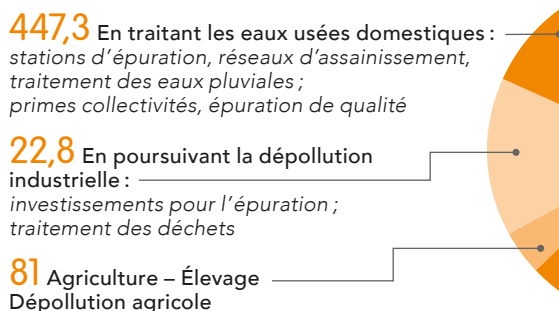 447,3 En traitant les eaux usées domestiques :
stations d'épuration, réseaux d'assainissement,
traitement des eaux pluviales ;
primes collectivités, épuration de qualité
22,8 En poursuivant la dépollution
industrielle :
investissements pour l'épuration ;
traitement des déchets
81 Agriculture – Élevage
Dépollution agricole